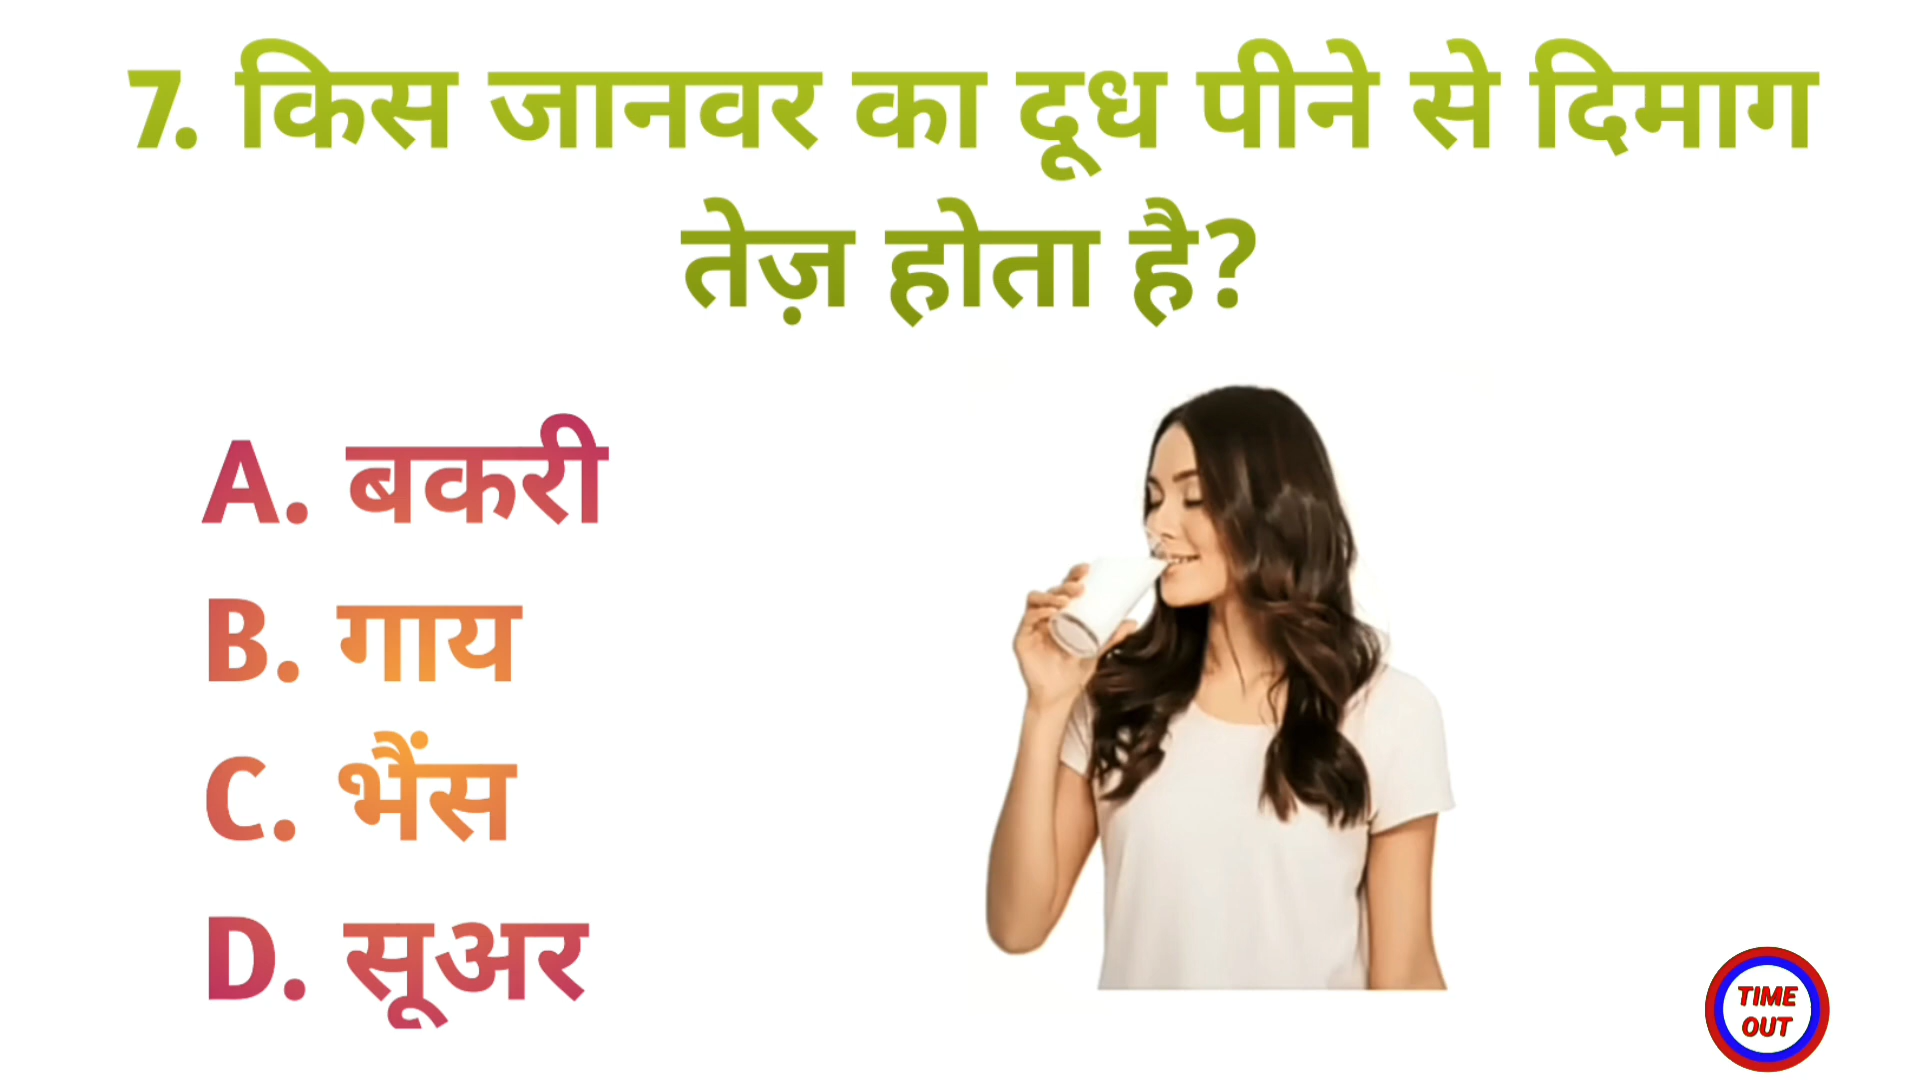 7. किस जानवर का दूध पीने से दिमाग
तेज़ होता है?
A. बकरी
B. गाय
C. भैंस
D. सूअर
TIME
OUT